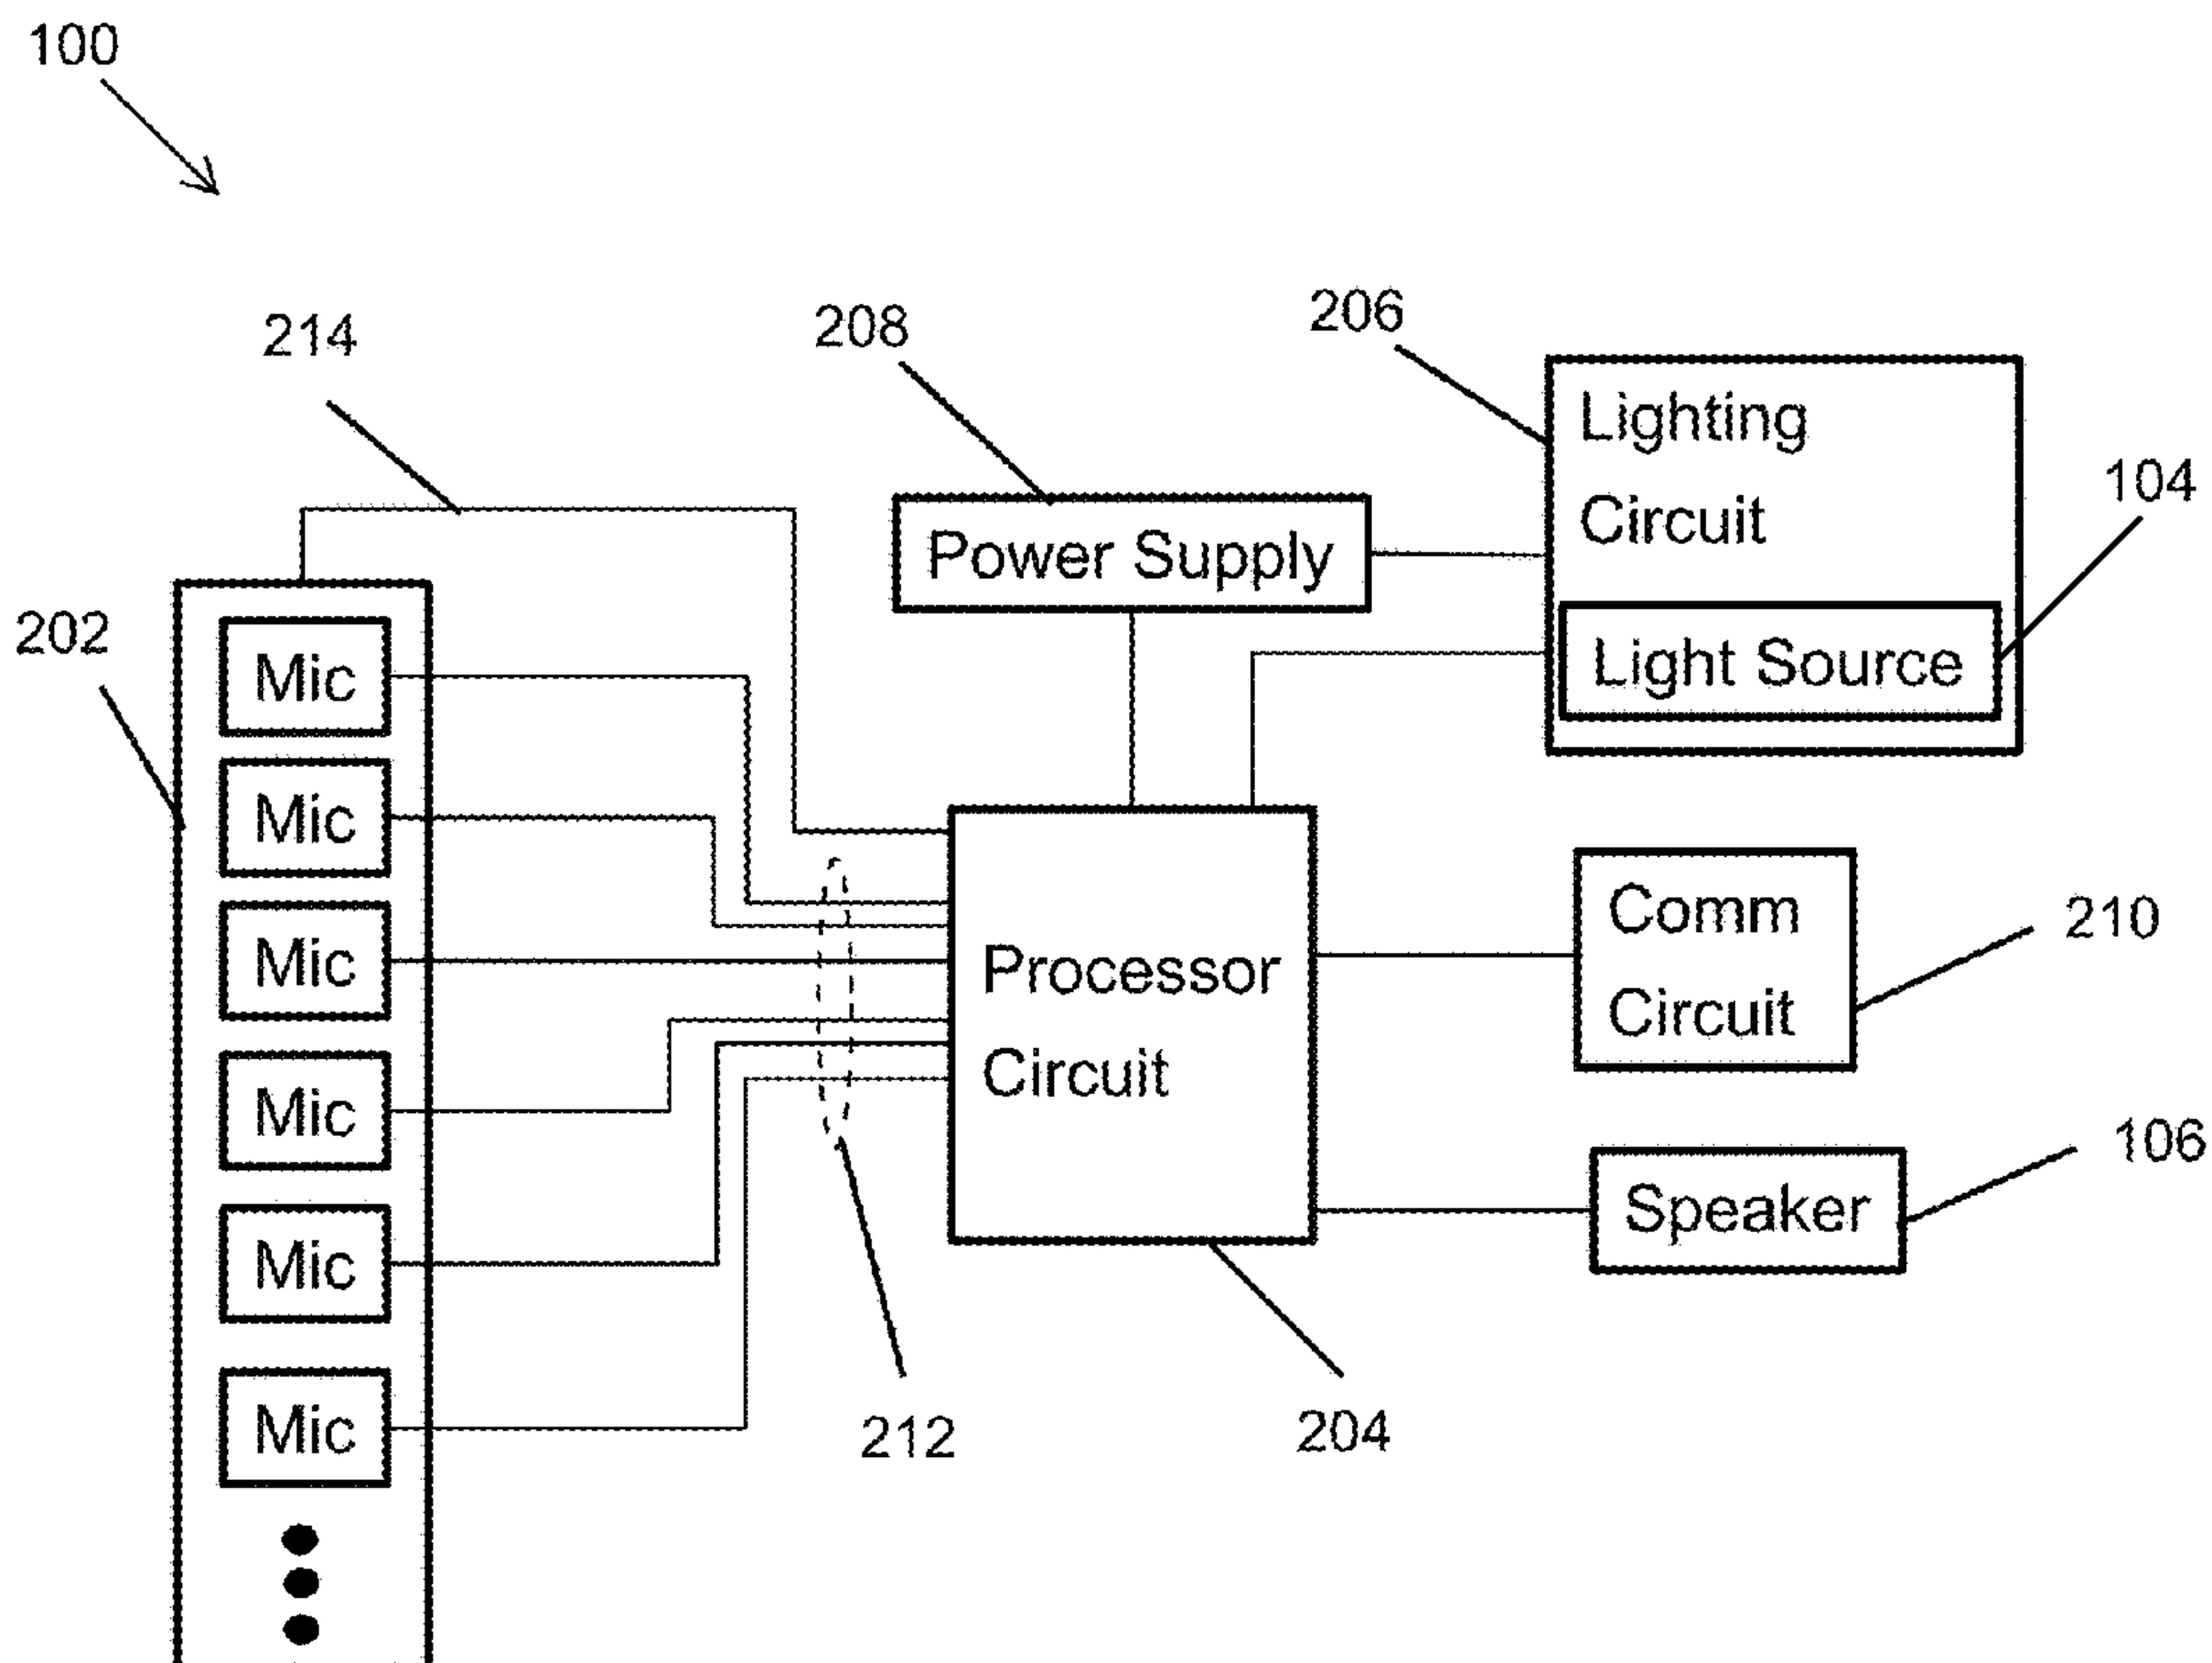 100
214
208
206
Lighting
Circuit
104
Power Supply
202
Light Source
Mic
Mic
Mic
Mic
Mic
Mic
Processor
Circuit
Comm
Circuit
210
106
Speaker
212
204